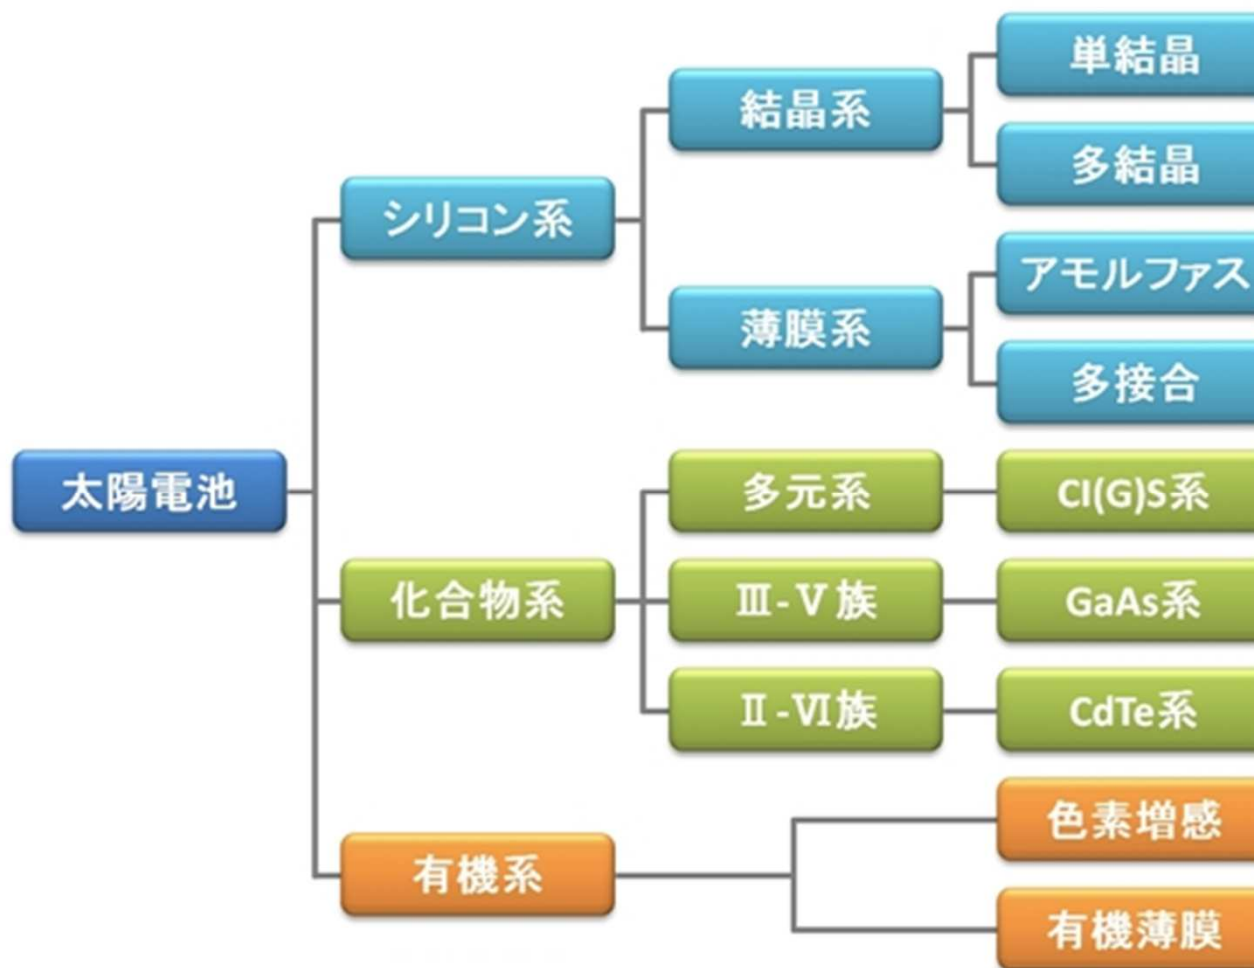 単結晶
結晶系
多結晶
シリコン系
アモルファス
薄膜系
多接合
太陽電池
多元系
CI(G)S系
化合物系
Ⅲ-Ⅴ族
GaAs系
Ⅱ-Ⅵ族
CdTe系
色素増感
有機系
有機薄膜